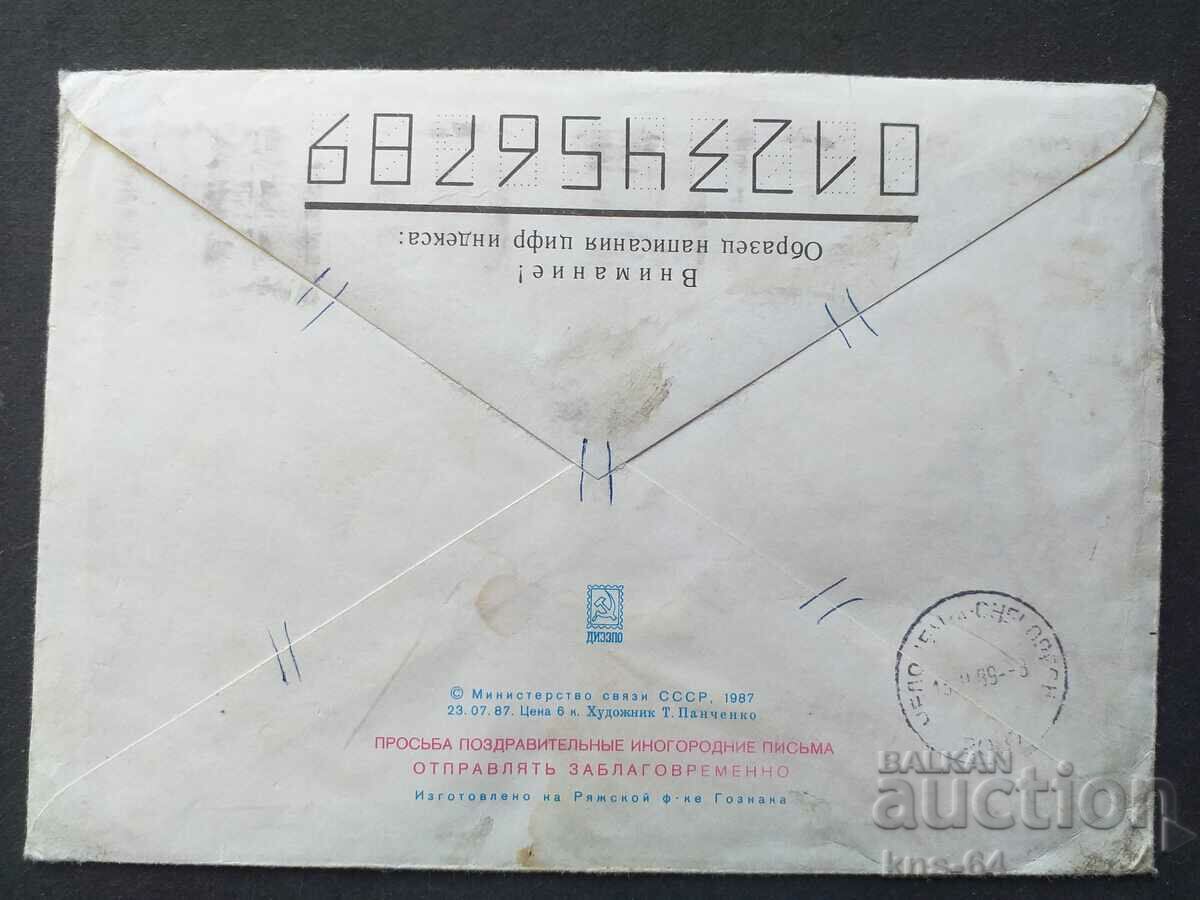 0123456789
Образец написания цифр индекса:
Внимание!
ДИЭЗПО
© Министерство связи СССР, 1987
23.07.87. Цена 6 к. Художник Т. Панченко
ПРОСЬБА ПОЗДРАВИТЕЛЬНЫЕ ИНОГОРОДНИЕ ПИСЬМА
ОТПРАВЛЯТЬ ЗАБЛАГОВРЕМЕННО
Изготовлено на Ряжской ф-ке Гознака
BALKAN
auction
kns-64